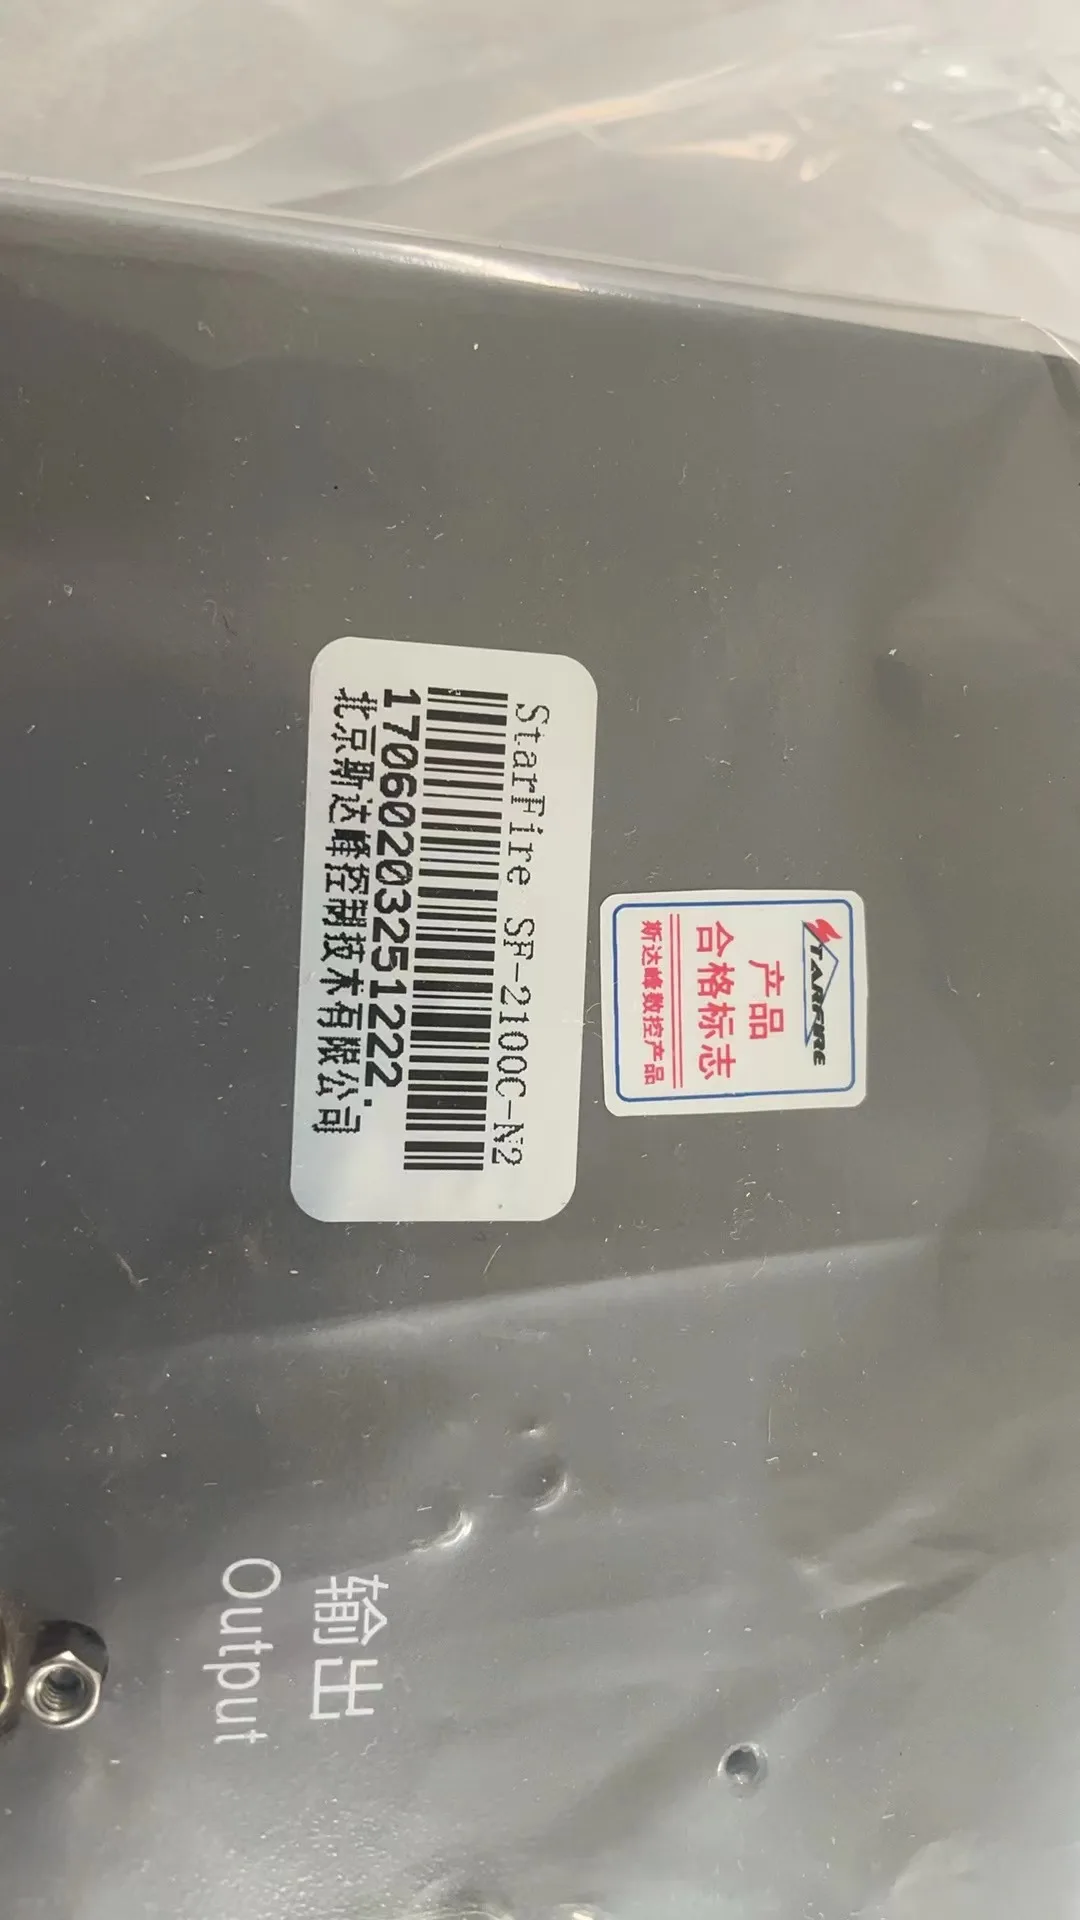 StarFire SF-2100C-N2
17060203251222.
北京斯达峰控制技术有限公司
STARFIRE
产品
合格标志
斯达峰数控产品
输出
Output